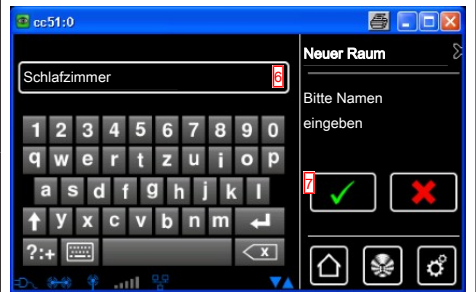 cc51:0
Neuer Raum
Schlafzimmer
6
Bitte Namen
eingeben
1 2 3 4 5 6 7 8 9 0
q w e r t z u i o p
a s d f g h j k l
y x c v b n m
?:+
7